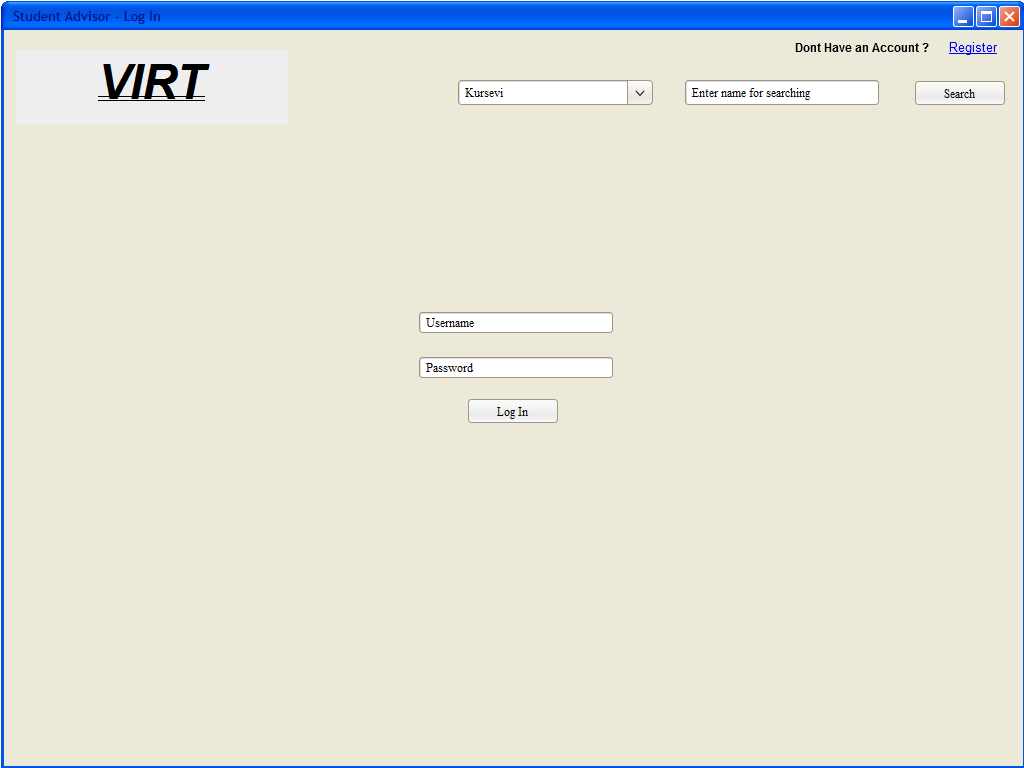 Student Advisor - Log In
Dont Have an Account ? Register
VIRT
Kursevi
Enter name for searching
Search
Username
Password
Log In